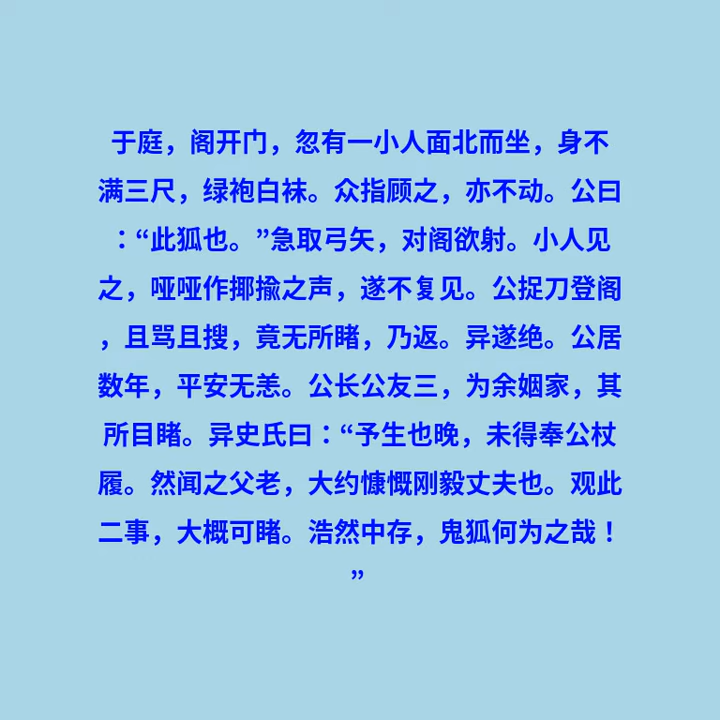 于庭，阁开门，忽有一小人面北而坐，身不
满三尺，绿袍白袜。众指顾之，亦不动。公曰
：“此狐也。”急取弓矢，对阁欲射。小人见
之，哑哑作揶揄之声，遂不复见。公捉刀登阁
，且骂且搜，竟无所睹，乃返。异遂绝。公居
数年，平安无恙。公长公友三，为余姻家，其
所目睹。异史氏曰：“予生也晚，未得奉公杖
履。然闻之父老，大约慷慨刚毅丈夫也。观此
二事，大概可睹。浩然中存，鬼狐何为之哉！
”